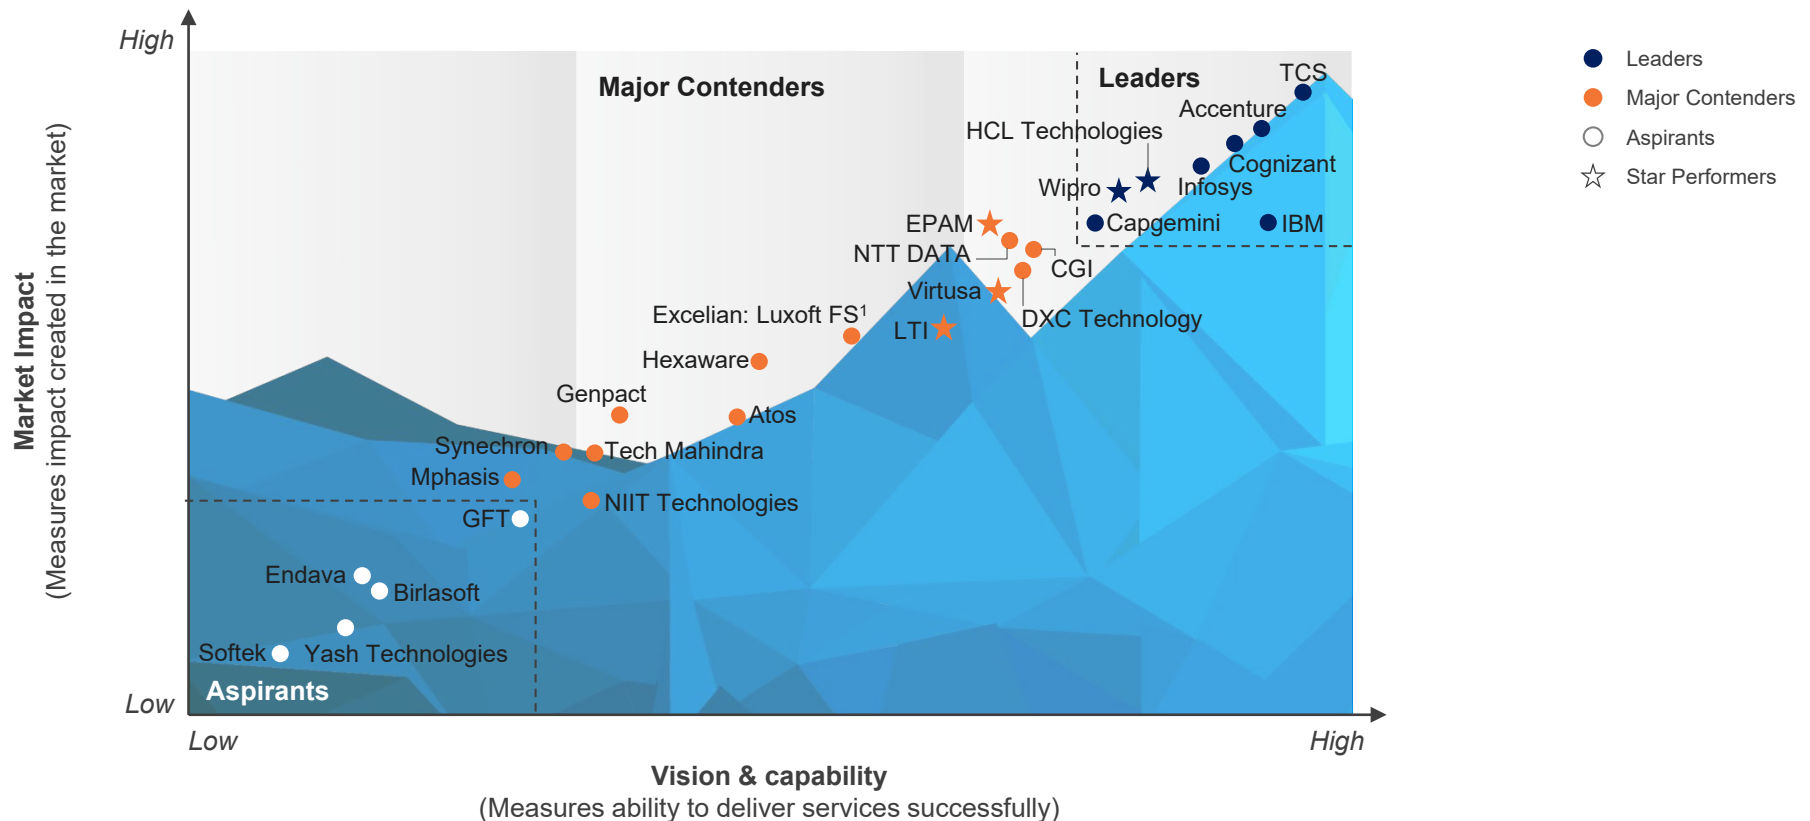 High
Major Contenders
Leaders
TCS
Accenture
HCL Technologies
Cognizant
Wipro
Infosys
EPAM
Capgemini
IBM
NTT DATA
CGI
Virtusa
DXC Technology
Excelian: Luxoft FS¹
LTI
Hexaware
Genpact
Atos
Synechron
Tech Mahindra
Mphasis
NIIT Technologies
GFT
Endava
Birlasoft
Softek
Yash Technologies
Aspirants
Low
Low
High
Market Impact
(Measures impact created in the market)
Vision & capability
(Measures ability to deliver services successfully)
Leaders
Major Contenders
Aspirants
Star Performers